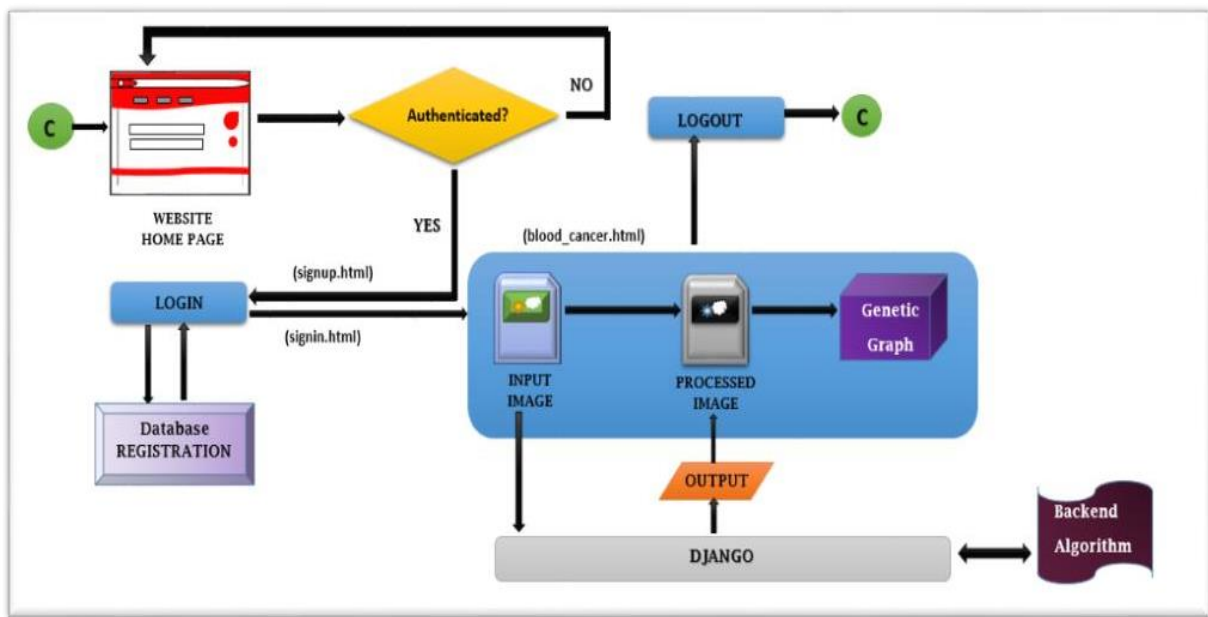 NO
C
Authenticated?
LOGOUT
C
WEBSITE
HOME PAGE
YES
(blood_cancer.html)
(signup.html)
LOGIN
(signin.html)
Genetic
Graph
INPUT
IMAGE
PROCESSED
IMAGE
Database
REGISTRATION
OUTPUT
Backend
Algorithm
DJANGO